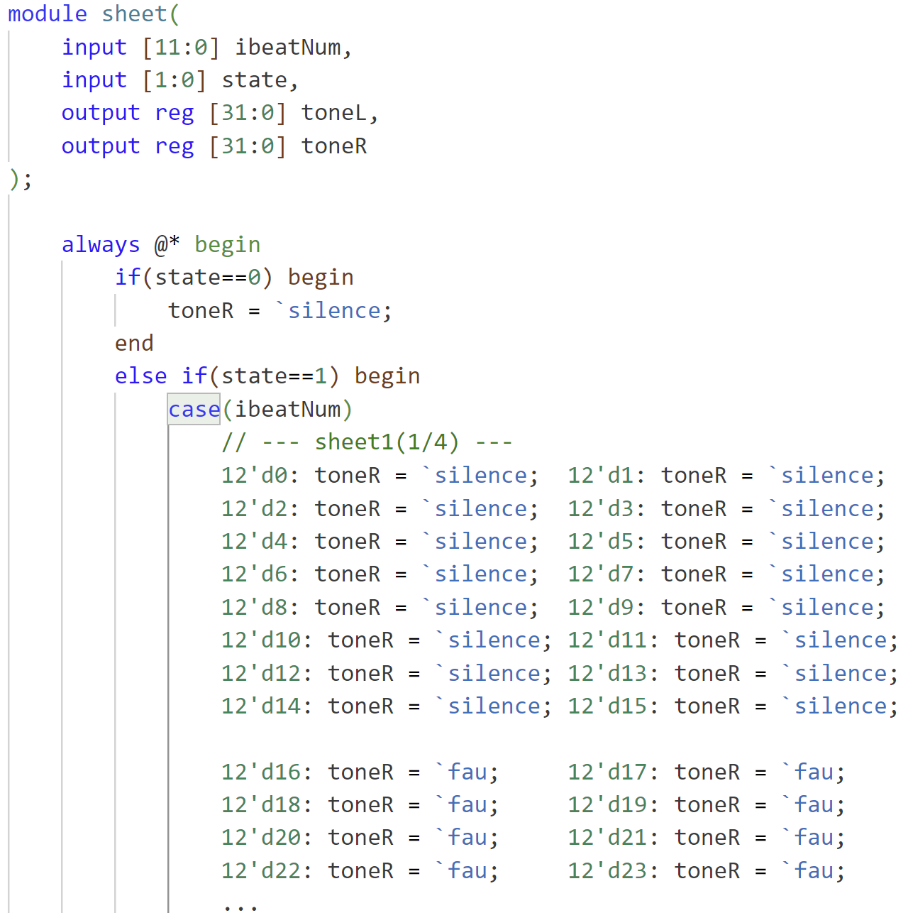 module sheet(
    input [11:0] ibeatNum,
    input [1:0] state,
    output reg [31:0] toneL,
    output reg [31:0] toneR
);
    always @* begin
        if(state==0) begin
            toneR = `silence;
        end
        else if(state==1) begin
            case(ibeatNum)
                // --- sheet1(1/4) ---
                12'd0: toneR = `silence;  12'd1: toneR = `silence;
                12'd2: toneR = `silence;  12'd3: toneR = `silence;
                12'd4: toneR = `silence;  12'd5: toneR = `silence;
                12'd6: toneR = `silence;  12'd7: toneR = `silence;
                12'd8: toneR = `silence;  12'd9: toneR = `silence;
                12'd10: toneR = `silence; 12'd11: toneR = `silence;
                12'd12: toneR = `silence; 12'd13: toneR = `silence;
                12'd14: toneR = `silence; 12'd15: toneR = `silence;
                12'd16: toneR = `fau;     12'd17: toneR = `fau;
                12'd18: toneR = `fau;     12'd19: toneR = `fau;
                12'd20: toneR = `fau;     12'd21: toneR = `fau;
                12'd22: toneR = `fau;     12'd23: toneR = `fau;
                ...